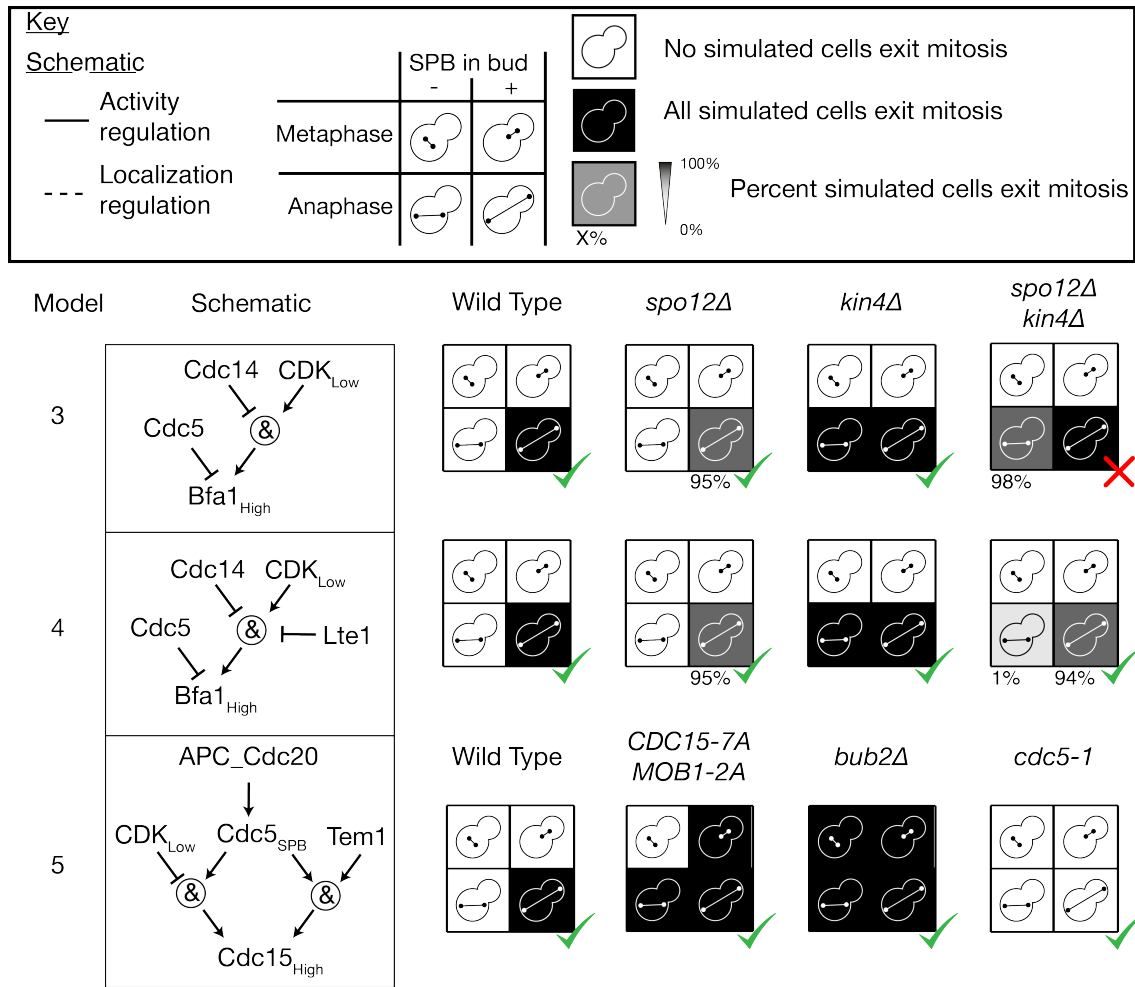 Key
Schematic
Activity
regulation
Localization
regulation
SPB in bud
- +
Metaphase
Anaphase
No simulated cells exit mitosis
All simulated cells exit mitosis
100%
Percent simulated cells exit mitosis
0%
X%
Model Schematic Wild Type spo12Δ kin4Δ spo12Δ
kin4Δ
3
Cdc14 CDKLow
Cdc5 &
Bfa1High
95%
98%
4
Cdc14 CDKLow
Cdc5 & Lte1
Bfa1High
95%
1% 94%
Wild Type CDC15-7A
MOB1-2A bub2Δ cdc5-1
5
APC_Cdc20
CDKLow Cdc5SPB Tem1
& &
Cdc15High